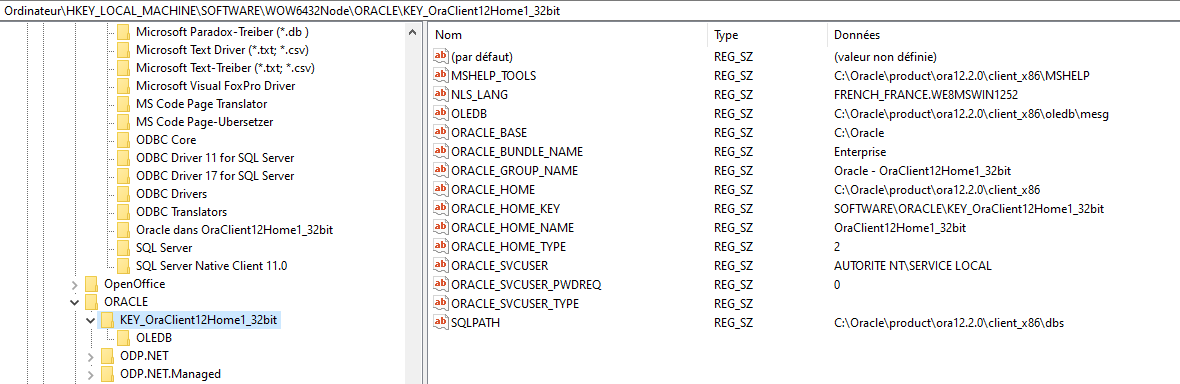 Ordinateur\HKEY_LOCAL_MACHINE\SOFTWARE\WOW6432Node\ORACLE\KEY_OraClient12Home1_32bit
Microsoft Paradox-Treiber (*.db )
Microsoft Text Driver (*.txt; *.csv)
Microsoft Text-Treiber (*.txt; *.csv)
Microsoft Visual FoxPro Driver
MS Code Page Translator
MS Code Page-Ubersetzer
ODBC Core
ODBC Driver 11 for SQL Server
ODBC Driver 17 for SQL Server
ODBC Drivers
ODBC Translators
Oracle dans OraClient12Home1_32bit
SQL Server
SQL Server Native Client 11.0
OpenOffice
ORACLE
KEY_OraClient12Home1_32bit
OLEDB
ODP.NET
ODP.NET.Managed
Nom Type Données
(par défaut) REG_SZ (valeur non définie)
MSHELP_TOOLS REG_SZ C:\Oracle\product\ora12.2.0\client_x86\MSHELP
NLS_LANG REG_SZ FRENCH_FRANCE.WE8MSWIN1252
OLEDB REG_SZ C:\Oracle\product\ora12.2.0\client_x86\oledb\mesg
ORACLE_BASE REG_SZ C:\Oracle
ORACLE_BUNDLE_NAME REG_SZ Enterprise
ORACLE_GROUP_NAME REG_SZ Oracle - OraClient12Home1_32bit
ORACLE_HOME REG_SZ C:\Oracle\product\ora12.2.0\client_x86
ORACLE_HOME_KEY REG_SZ SOFTWARE\ORACLE\KEY_OraClient12Home1_32bit
ORACLE_HOME_NAME REG_SZ OraClient12Home1_32bit
ORACLE_HOME_TYPE REG_SZ 2
ORACLE_SVCUSER REG_SZ AUTORITE NT\SERVICE LOCAL
ORACLE_SVCUSER_PWDREQ REG_SZ 0
ORACLE_SVCUSER_TYPE REG_SZ
SQLPATH REG_SZ C:\Oracle\product\ora12.2.0\client_x86\dbs